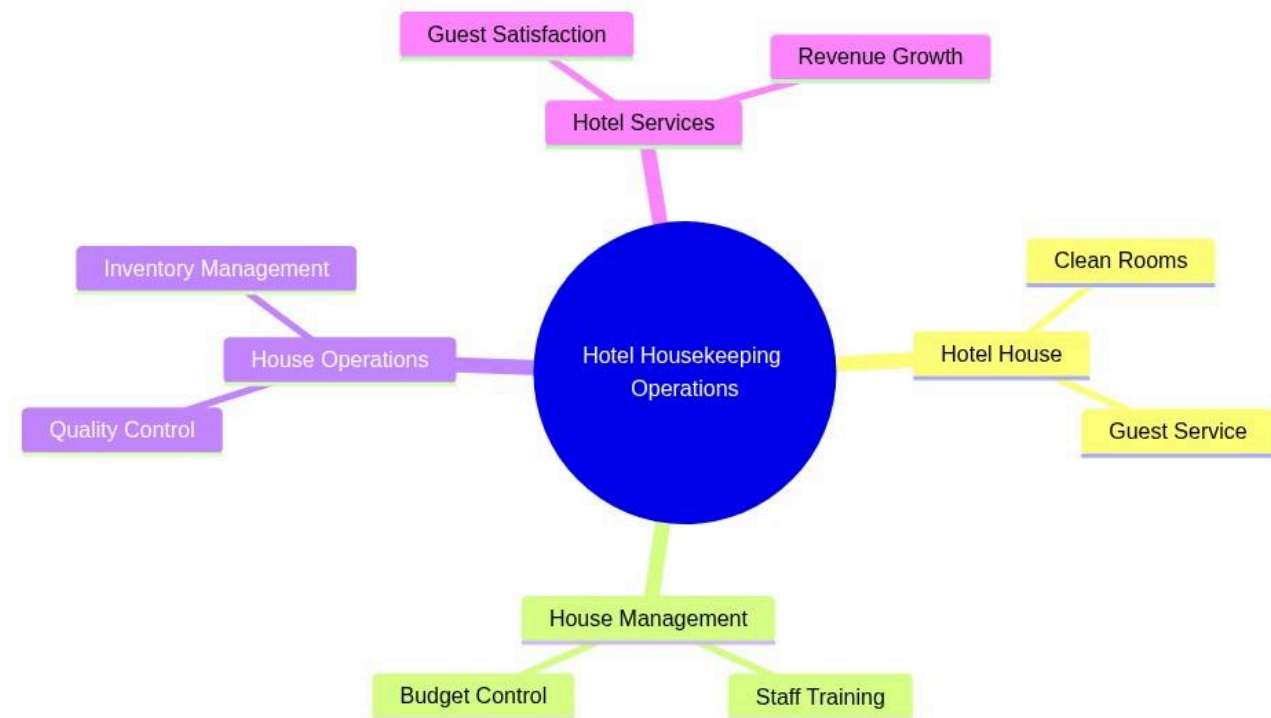 Guest Satisfaction
Revenue Growth
Hotel Services
Inventory Management
Clean Rooms
House Operations
Hotel Housekeeping
Operations
Hotel House
Quality Control
Guest Service
House Management
Budget Control
Staff Training